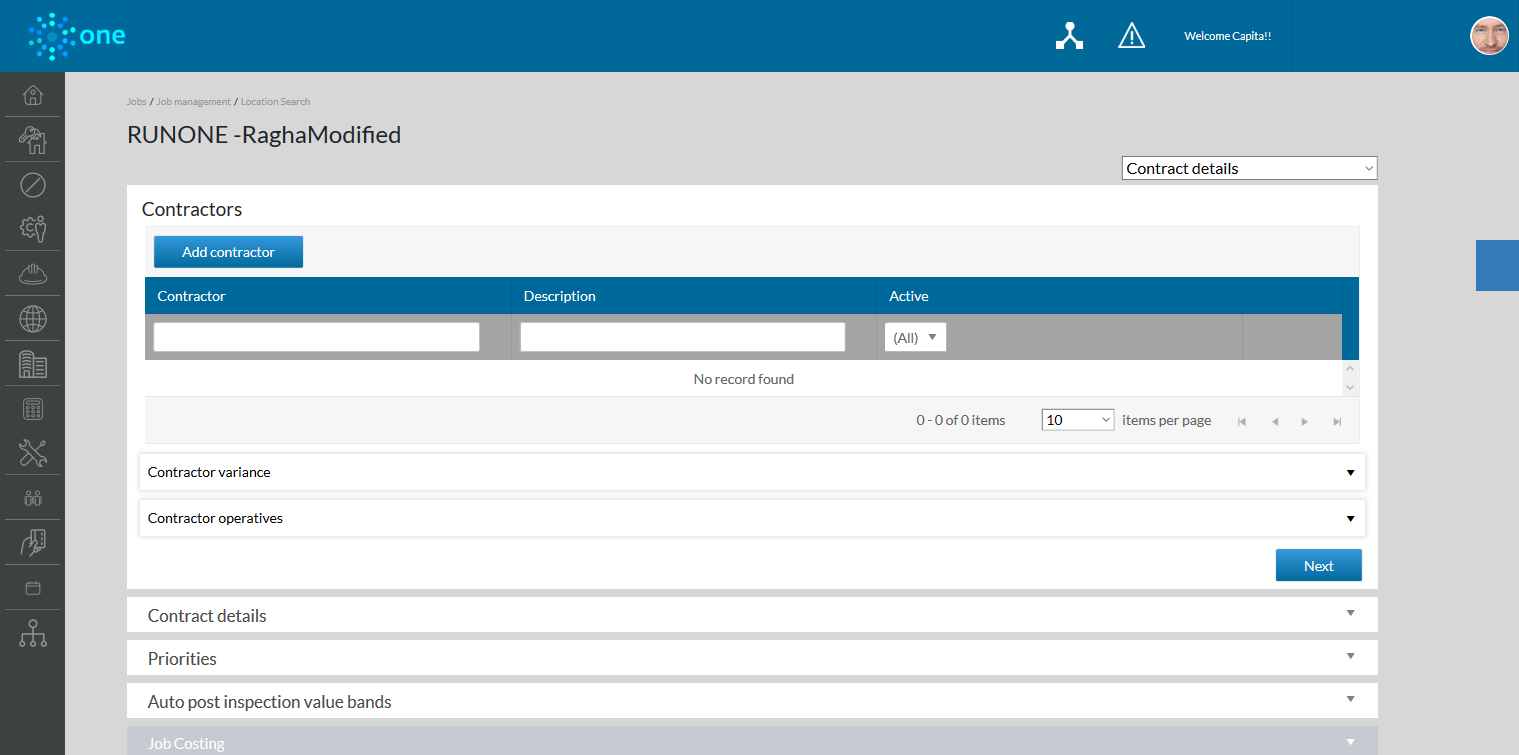 one
Welcome Capita!!
Jobs / Job management / Location Search
RUNONE -RaghaModified
Contract details
Contractors
Add contractor
Contractor Description Active
(All)
No record found
0 - 0 of 0 items 10 items per page
Contractor variance
Contractor operatives
Next
Contract details
Priorities
Auto post inspection value bands
Job Costing